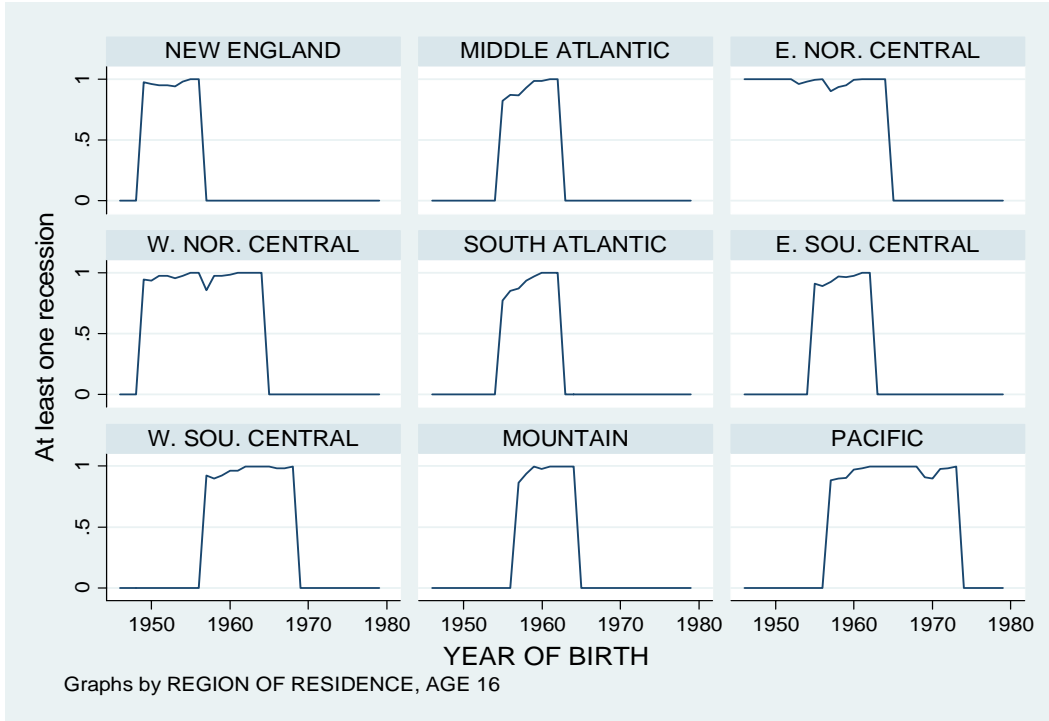 NEW ENGLAND
MIDDLE ATLANTIC
E. NOR. CENTRAL
W. NOR. CENTRAL
SOUTH ATLANTIC
E. SOU. CENTRAL
W. SOU. CENTRAL
MOUNTAIN
PACIFIC
0 .5 1
0 .5 1
0 .5 1
At least one recession
1950 1960 1970 1980
1950 1960 1970 1980
1950 1960 1970 1980
YEAR OF BIRTH
Graphs by REGION OF RESIDENCE, AGE 16